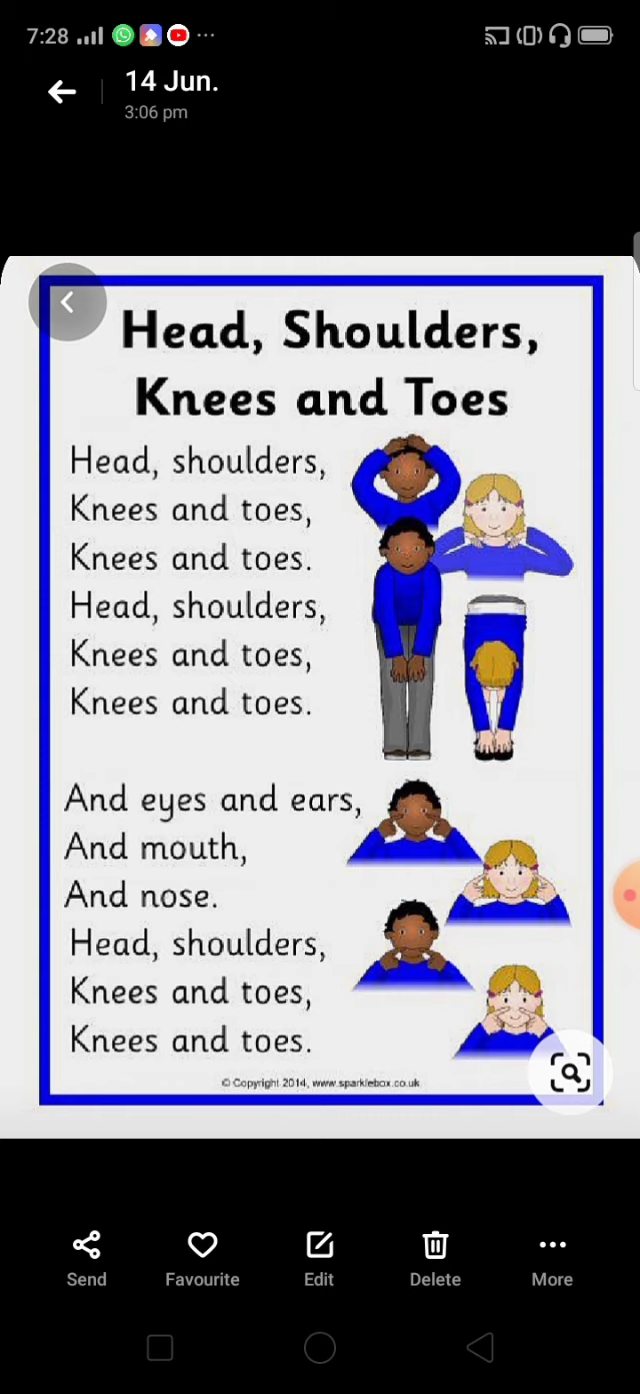 7:28
14 Jun.
3:06 pm
Head, Shoulders,
Knees and Toes
Head, shoulders,
Knees and toes,
Knees and toes.
Head, shoulders,
Knees and toes,
Knees and toes.
And eyes and ears,
And mouth,
And nose.
Head, shoulders,
Knees and toes,
Knees and toes.
© Copyright 2014, www.sparklebox.co.uk
Send Favourite Edit Delete More